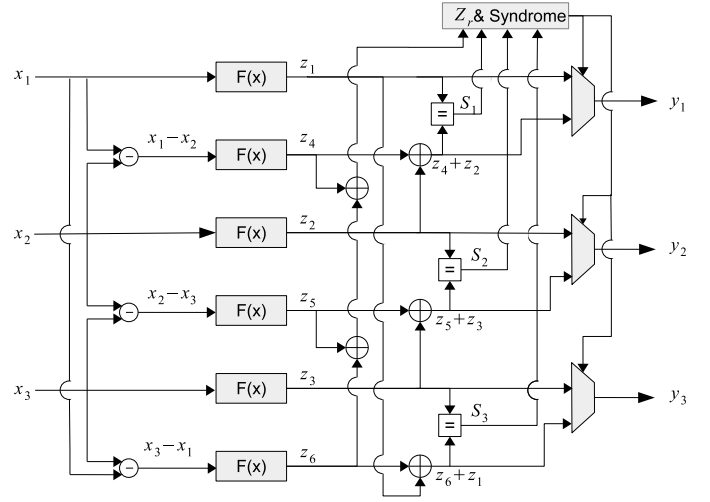 Z_r & Syndrome
x_1 F(x) z_1 = S_1 y_1
x_1−x_2 − F(x) z_4 z_4+z_2
x_2 F(x) z_2 = S_2 y_2
x_2−x_3 - F(x) z_5 z_5+z_3
x_3 F(x) z_3 = S_3 y_3
x_3−x_1 - F(x) z_6 z_6+z_1